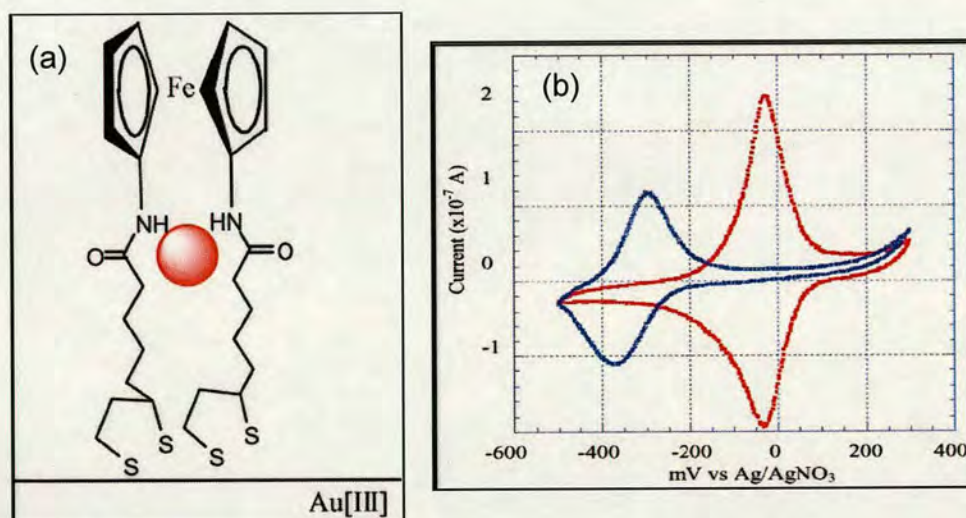 (a)
Fe
NH
HN
O
O
S
S
S
S
Au[III]
(b)
2
1
0
-1
Current (x10⁻⁷ A)
-600 -400 -200 0 200 400
mV vs Ag/AgNO₃